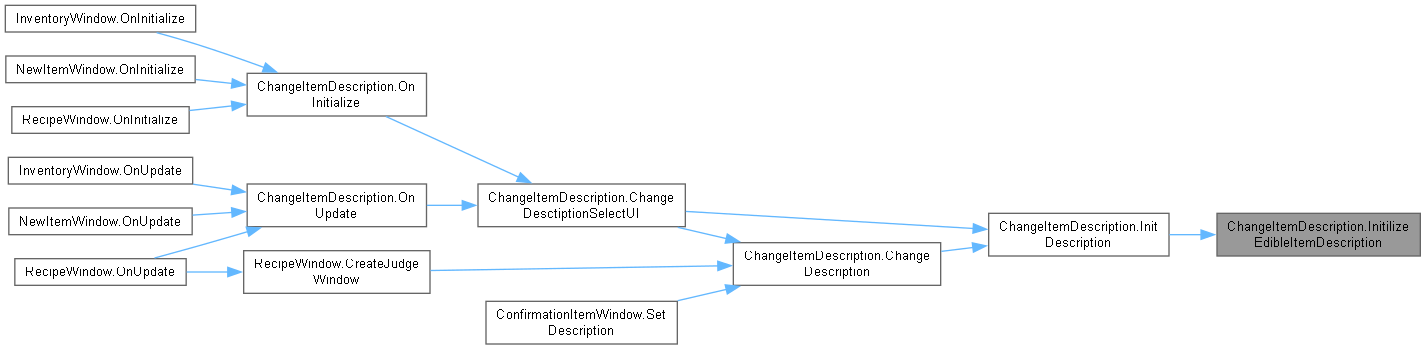 InventoryWindow.OnInitialize
NewItemWindow.OnInitialize
RecipeWindow.OnInitialize
InventoryWindow.OnUpdate
NewItemWindow.OnUpdate
RecipeWindow.OnUpdate
ChangeItemDescription.On
Initialize
ChangeItemDescription.On
Update
RecipeWindow.CreateJudge
Window
ChangeItemDescription.Change
DesctiptionSelectUI
ConfirmationItemWindow.Set
Description
ChangeItemDescription.Change
Description
ChangeItemDescription.Init
Description
ChangeItemDescription.Initilize
EdibleItemDescription